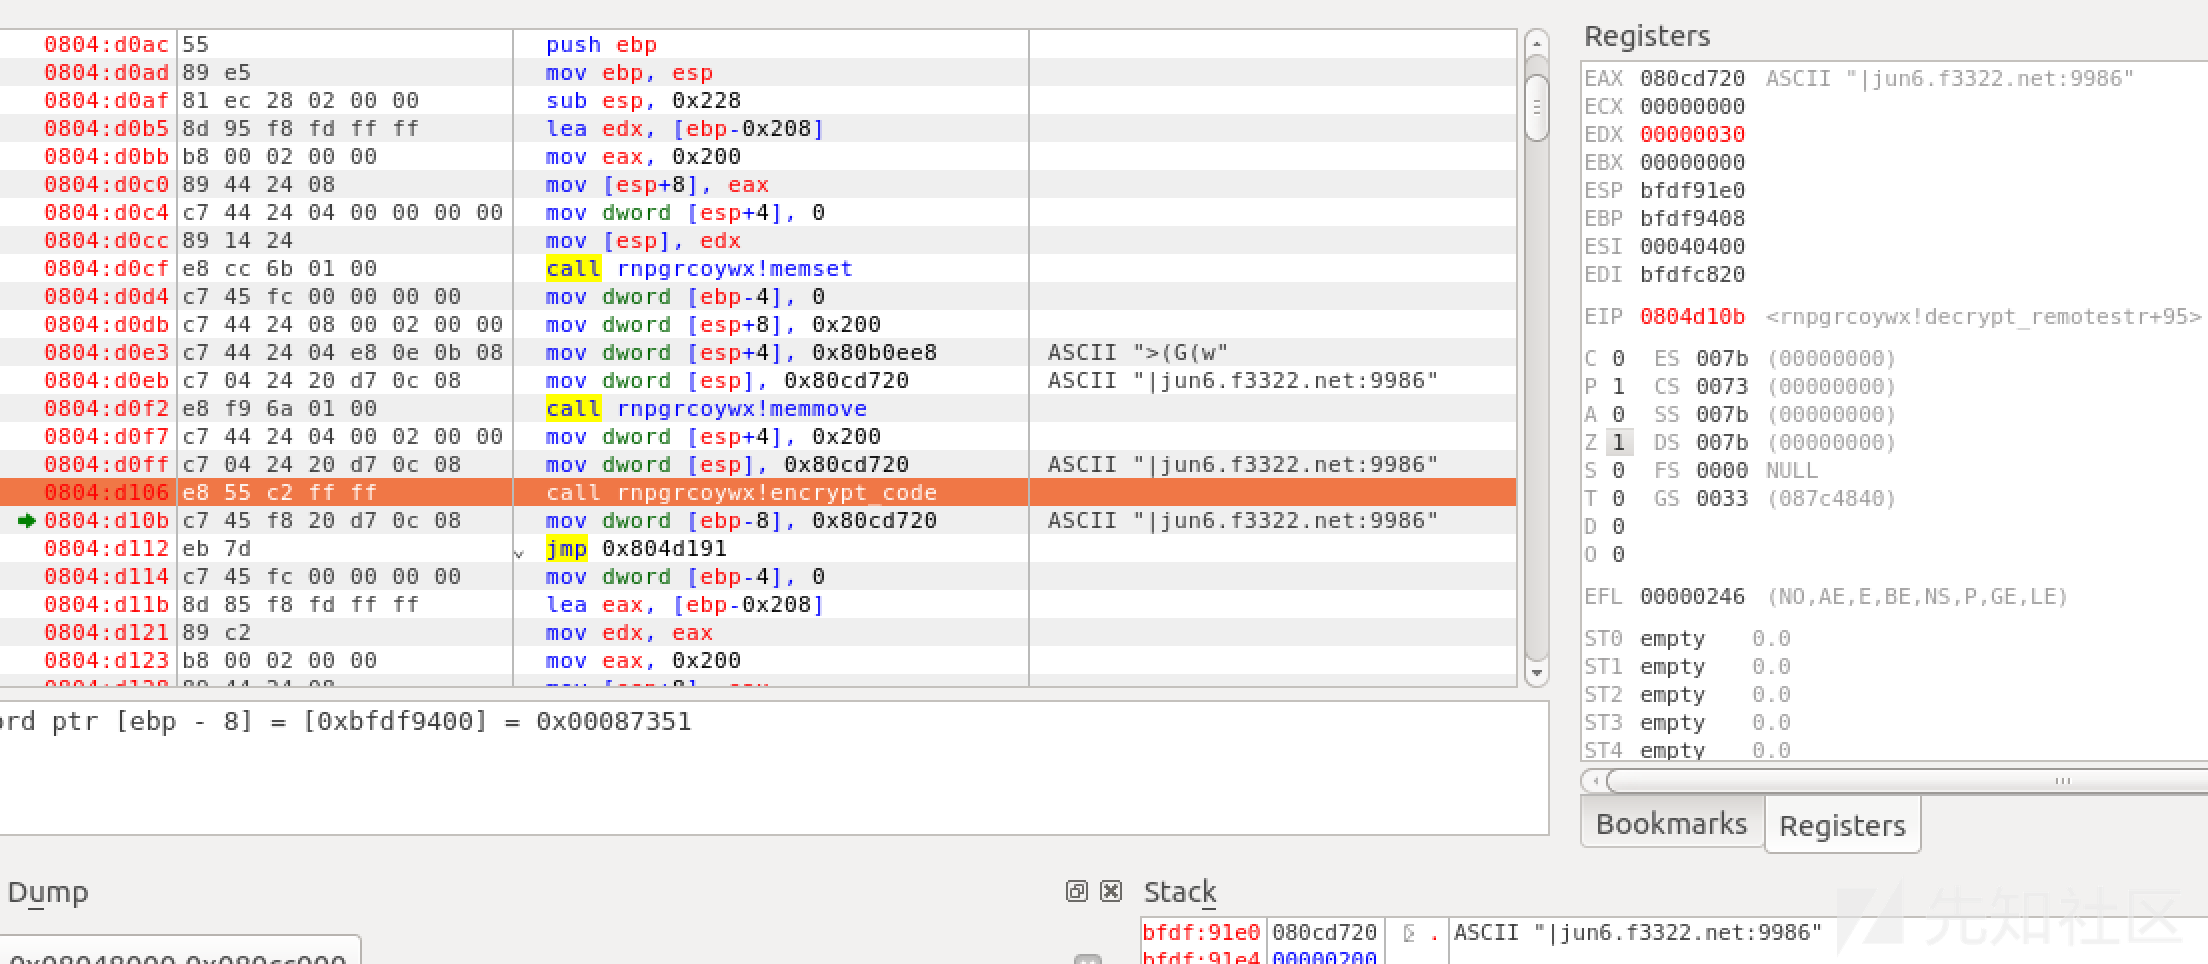 Registers
0804:d0ac 55 push ebp
0804:d0ad 89 e5 mov ebp, esp
0804:d0af 81 ec 28 02 00 00 sub esp, 0x228
0804:d0b5 8d 95 f8 fd ff ff lea edx, [ebp-0x208]
0804:d0bb b8 00 02 00 00 mov eax, 0x200
0804:d0c0 89 44 24 08 mov [esp+8], eax
0804:d0c4 c7 44 24 04 00 00 00 00 mov dword [esp+4], 0
0804:d0cc 89 14 24 mov [esp], edx
0804:d0cf e8 cc 6b 01 00 call rnpgrcoywx!memset
0804:d0d4 c7 45 fc 00 00 00 00 mov dword [ebp-4], 0
0804:d0db c7 44 24 08 00 02 00 00 mov dword [esp+8], 0x200
0804:d0e3 c7 44 24 04 e8 0e 0b 08 mov dword [esp+4], 0x80b0ee8 ASCII ">(G(w"
0804:d0eb c7 04 24 20 d7 0c 08 mov dword [esp], 0x80cd720 ASCII "|jun6.f3322.net:9986"
0804:d0f2 e8 f9 6a 01 00 call rnpgrcoywx!memmove
0804:d0f7 c7 44 24 04 00 02 00 00 mov dword [esp+4], 0x200
0804:d0ff c7 04 24 20 d7 0c 08 mov dword [esp], 0x80cd720 ASCII "|jun6.f3322.net:9986"
0804:d106 e8 55 c2 ff ff call rnpgrcoywx!encrypt_code
0804:d10b c7 45 f8 20 d7 0c 08 mov dword [ebp-8], 0x80cd720 ASCII "|jun6.f3322.net:9986"
0804:d112 eb 7d jmp 0x804d191
0804:d114 c7 45 fc 00 00 00 00 mov dword [ebp-4], 0
0804:d11b 8d 85 f8 fd ff ff lea eax, [ebp-0x208]
0804:d121 89 c2 mov edx, eax
0804:d123 b8 00 02 00 00 mov eax, 0x200
EAX 080cd720 ASCII "|jun6.f3322.net:9986"
ECX 00000000
EDX 00000030
EBX 00000000
ESP bfdf91e0
EBP bfdf9408
ESI 00040400
EDI bfdfc820
EIP 0804d10b <rnpgrcoywx!decrypt_remotestr+95>
C 0 ES 007b (00000000)
P 1 CS 0073 (00000000)
A 0 SS 007b (00000000)
Z 1 DS 007b (00000000)
S 0 FS 0000 NULL
T 0 GS 0033 (087c4840)
D 0
O 0
EFL 00000246 (NO,AE,E,BE,NS,P,GE,LE)
ST0 empty 0.0
ST1 empty 0.0
ST2 empty 0.0
ST3 empty 0.0
ST4 empty 0.0
ord ptr [ebp - 8] = [0xbfdf9400] = 0x00087351
Bookmarks Registers
Dump
Stack
bfdf:91e0 080cd720 . ASCII "|jun6.f3322.net:9986"
bfdf:91e4 00000200
0x08048000-0x080cc000
先知社区